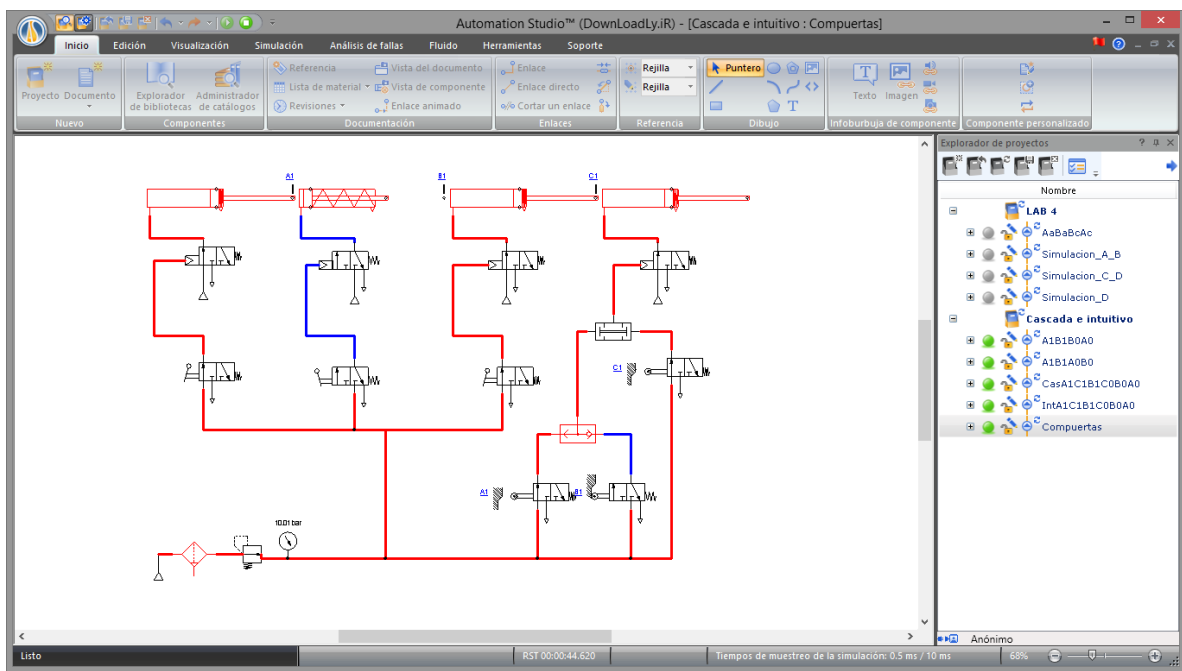 Automation Studio™ (DownLoadLy.iR) - [Cascada e intuitivo : Compuertas]
Inicio Edición Visualización Simulación Análisis de fallas Fluido Herramientas Soporte
Proyecto Documento
Nuevo
Explorador de bibliotecas
Administrador de catálogos
Componentes
Referencia Vista del documento
Lista de material Vista de componente
Revisiones Enlace animado
Documentación
Enlace
Enlace directo
Cortar un enlace
Enlaces
Rejilla
Rejilla
Referencia
Puntero
T
Dibujo
T
Texto Imagen
Infoburbuja de componente
Componente personalizado
A1
B1
C1
C1
A1
B1
10.01 bar
Explorador de proyectos
Nombre
LAB 4
AaBaBcAc
Simulacion_A_B
Simulacion_C_D
Simulacion_D
Cascada e intuitivo
A1B1B0A0
A1B1A0B0
CasA1C1B1C0B0A0
IntA1C1B1C0B0A0
Compuertas
Anónimo
Listo
RST 00:00:44.620
Tiempos de muestreo de la simulación: 0.5 ms / 10 ms
68%